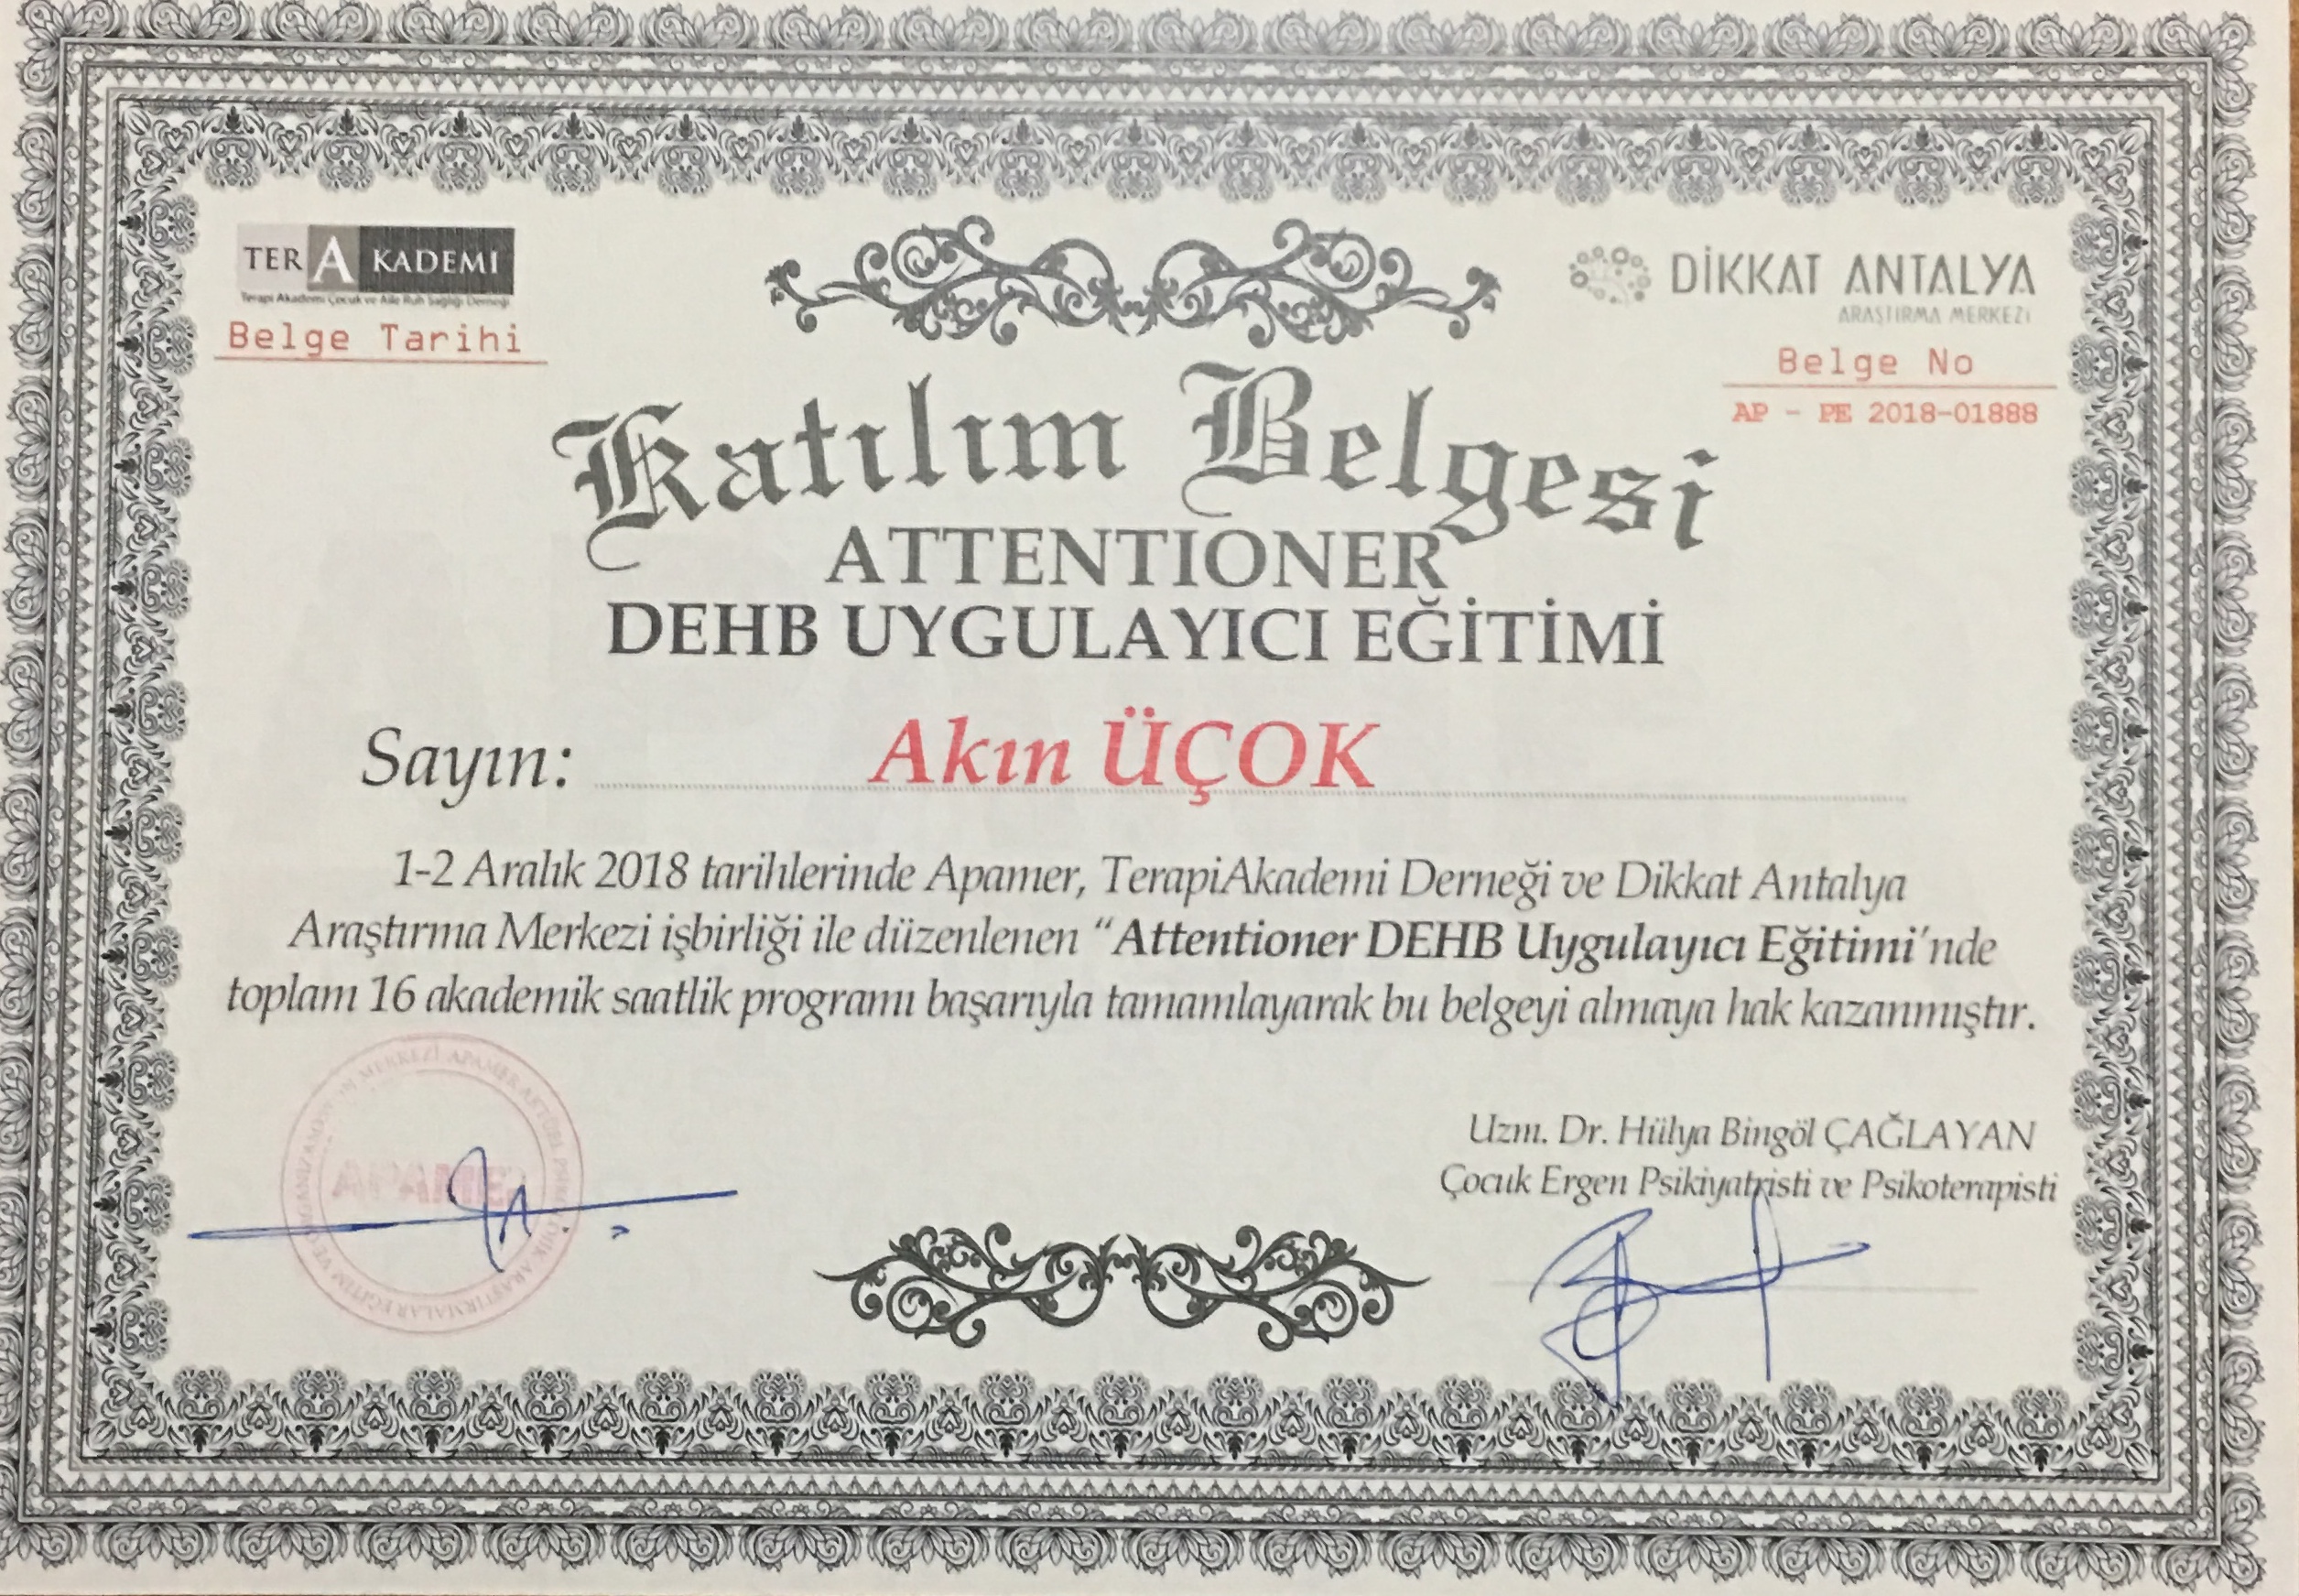 TERAKADEMI
Terapi Akademi Çocuk ve Aile Ruh Sağlığı Derneği
Belge Tarihi
DİKKAT ANTALYA
ARAŞTIRMA MERKEZİ
Belge No
AP - PE 2018-01888
Katılım Belgesi
ATTENTIONER
DEHB UYGULAYICI EĞİTİMİ
Sayın: Akın ÜÇOK
1-2 Aralık 2018 tarihlerinde Apamer, TerapiAkademi Derneği ve Dikkat Antalya
Araştırma Merkezi işbirliği ile düzenlenen “Attentioner DEHB Uygulayıcı Eğitimi’nde
toplam 16 akademik saatlik programı başarıyla tamamlayarak bu belgeyi almaya hak kazanmıştır.
Uzm. Dr. Hülya Bingöl ÇAĞLAYAN
Çocuk Ergen Psikiyatristi ve Psikoterapisti